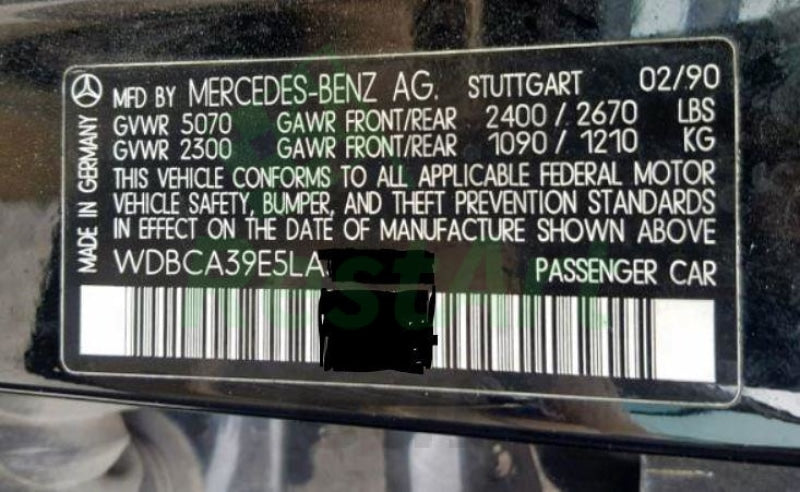 MFD BY MERCEDES-BENZ AG. STUTTGART 02/90
GVWR 5070 GAWR FRONT/REAR 2400 / 2670 LBS
GVWR 2300 GAWR FRONT/REAR 1090 / 1210 KG
THIS VEHICLE CONFORMS TO ALL APPLICABLE FEDERAL MOTOR
VEHICLE SAFETY, BUMPER, AND THEFT PREVENTION STANDARDS
IN EFFECT ON THE DATE OF MANUFACTURE SHOWN ABOVE
WDBCA39E5LA PASSENGER CAR
MADE IN GERMANY
RestArt